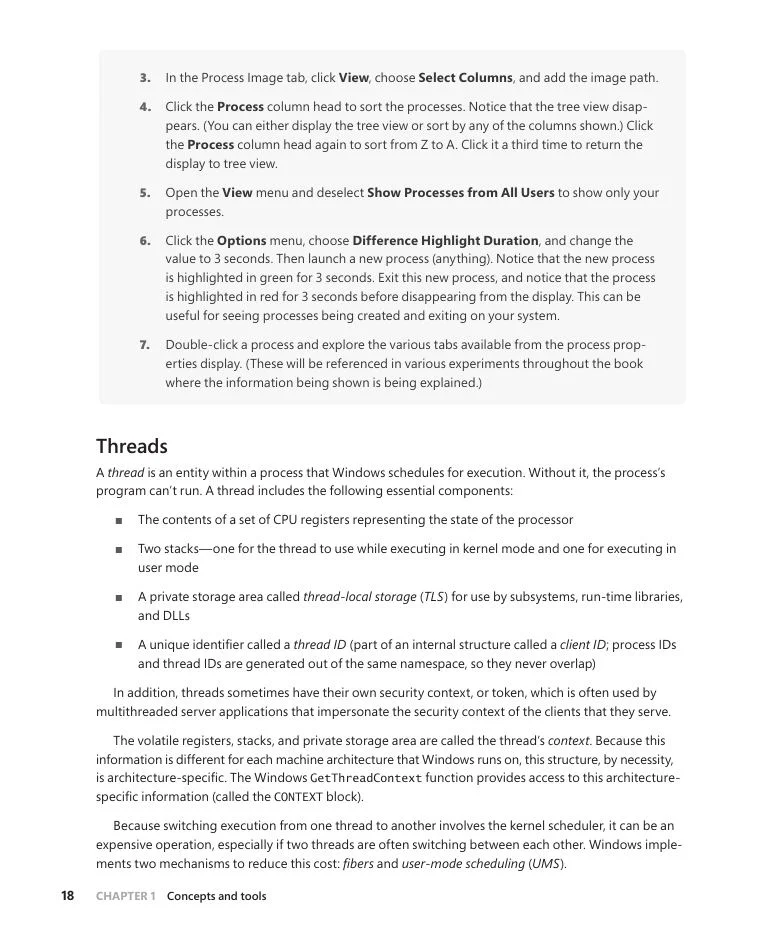 3. In the Process Image tab, click View, choose Select Columns, and add the image path.
4. Click the Process column head to sort the processes. Notice that the tree view disap-
pears. (You can either display the tree view or sort by any of the columns shown.) Click
the Process column head again to sort from Z to A. Click it a third time to return the
display to tree view.
5. Open the View menu and deselect Show Processes from All Users to show only your
processes.
6. Click the Options menu, choose Difference Highlight Duration, and change the
value to 3 seconds. Then launch a new process (anything). Notice that the new process
is highlighted in green for 3 seconds. Exit this new process, and notice that the process
is highlighted in red for 3 seconds before disappearing from the display. This can be
useful for seeing processes being created and exiting on your system.
7. Double-click a process and explore the various tabs available from the process prop-
erties display. (These will be referenced in various experiments throughout the book
where the information being shown is being explained.)
Threads
A thread is an entity within a process that Windows schedules for execution. Without it, the process's
program can't run. A thread includes the following essential components:
■ The contents of a set of CPU registers representing the state of the processor
■ Two stacks—one for the thread to use while executing in kernel mode and one for executing in
user mode
■ A private storage area called thread-local storage (TLS) for use by subsystems, run-time libraries,
and DLLs
■ A unique identifier called a thread ID (part of an internal structure called a client ID; process IDs
and thread IDs are generated out of the same namespace, so they never overlap)
In addition, threads sometimes have their own security context, or token, which is often used by
multithreaded server applications that impersonate the security context of the clients that they serve.
The volatile registers, stacks, and private storage area are called the thread's context. Because this
information is different for each machine architecture that Windows runs on, this structure, by necessity,
is architecture-specific. The Windows GetThreadContext function provides access to this architecture-
specific information (called the CONTEXT block).
Because switching execution from one thread to another involves the kernel scheduler, it can be an
expensive operation, especially if two threads are often switching between each other. Windows imple-
ments two mechanisms to reduce this cost: fibers and user-mode scheduling (UMS).
18 CHAPTER 1 Concepts and tools